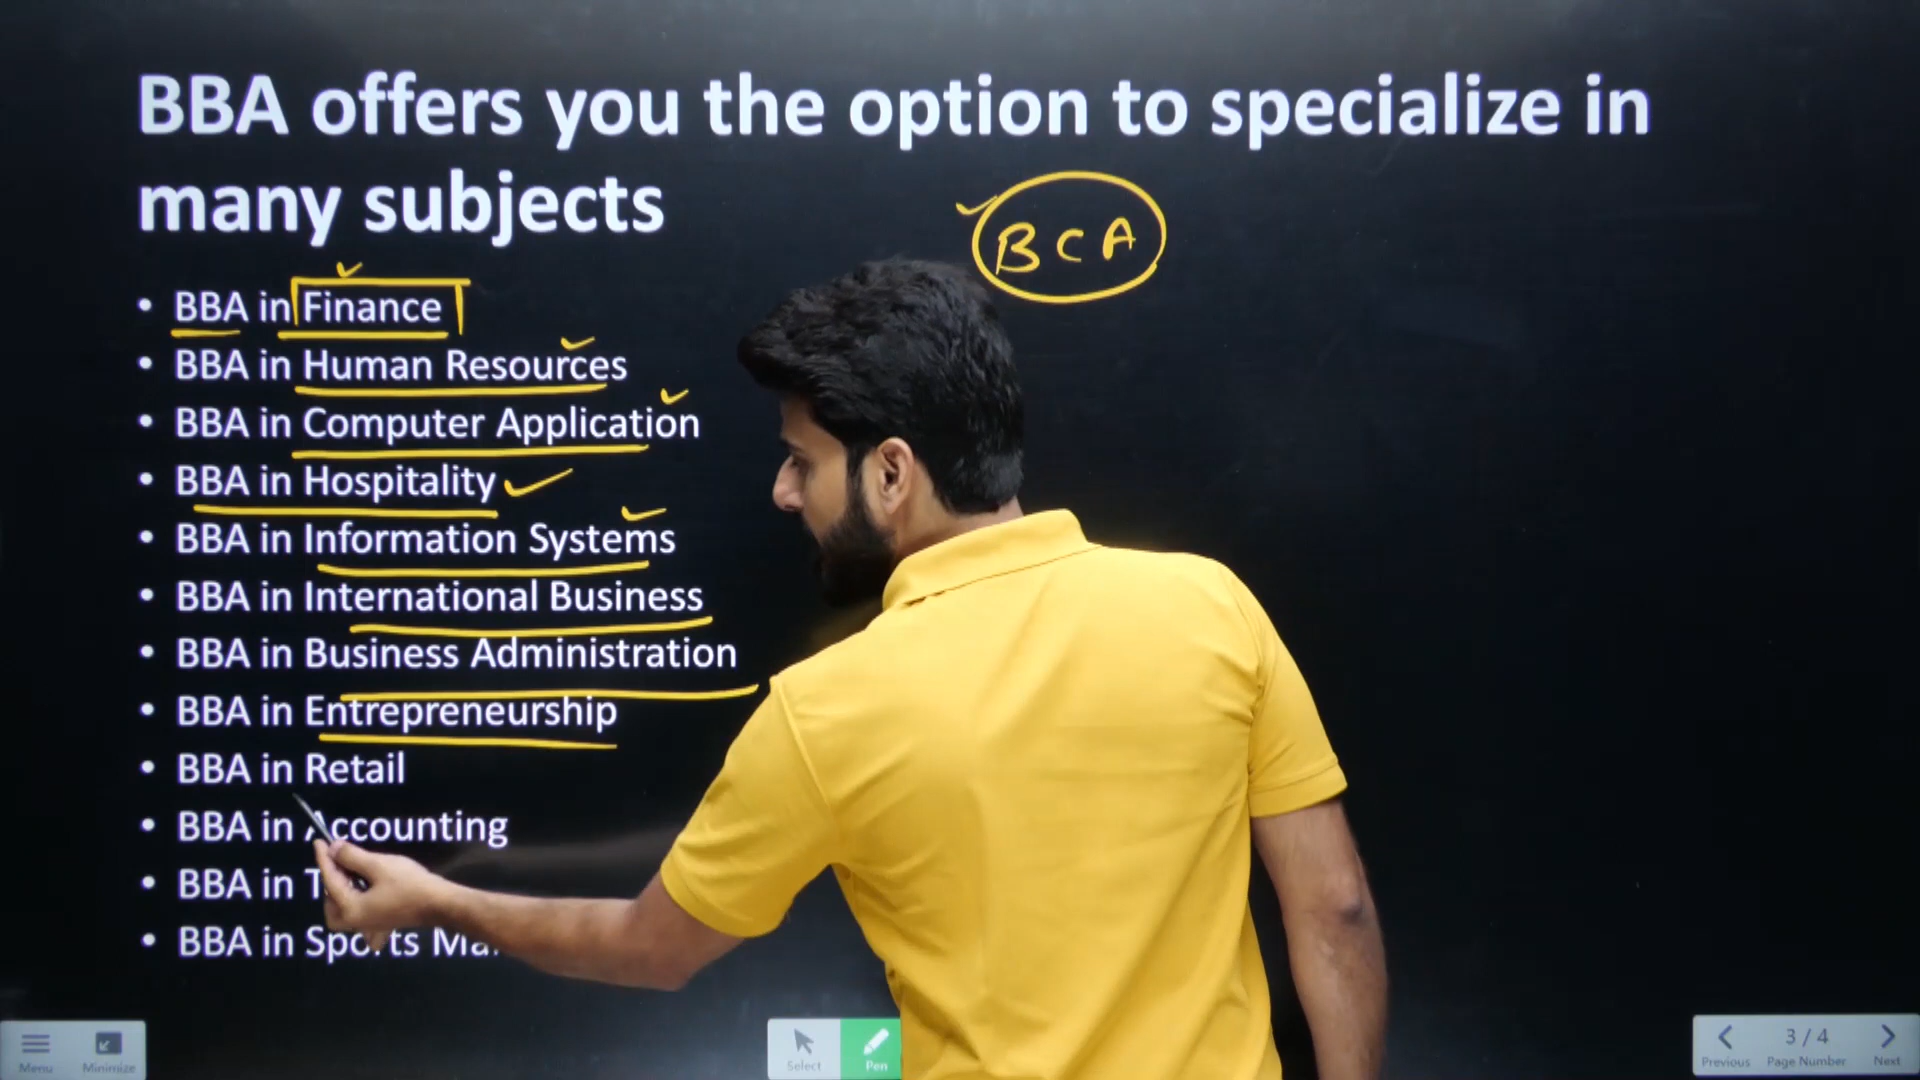 BBA offers you the option to specialize in
many subjects
BCA
• BBA in Finance
• BBA in Human Resources
• BBA in Computer Application
• BBA in Hospitality
• BBA in Information Systems
• BBA in International Business
• BBA in Business Administration
• BBA in Entrepreneurship
• BBA in Retail
• BBA in Accounting
• BBA in
• BBA in Sports
Menu Minimize Select Pen Previous 3 / 4 Page Number Next